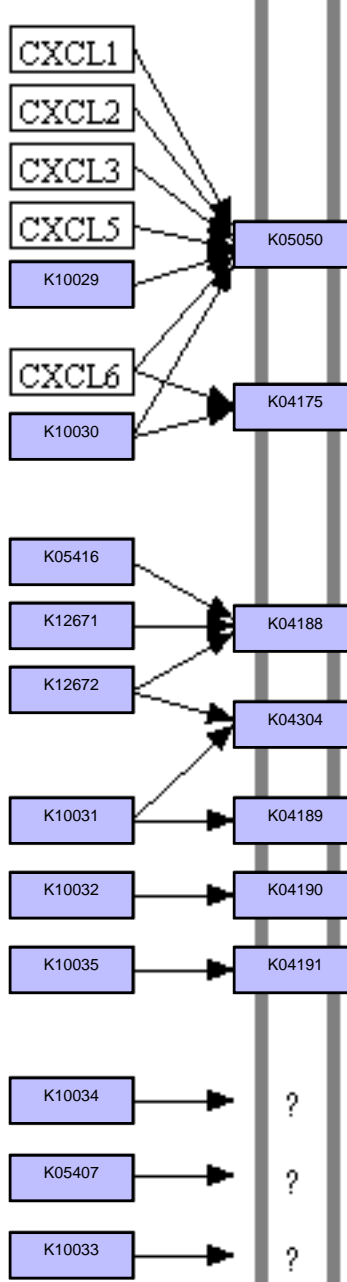 CXCL1
CXCL2
CXCL3
CXCL5
K05050
K10029
CXCL6
K04175
K10030
K05416
K12671
K04188
K12672
K04304
K10031
K04189
K10032
K04190
K10035
K04191
K10034
?
K05407
?
K10033
?